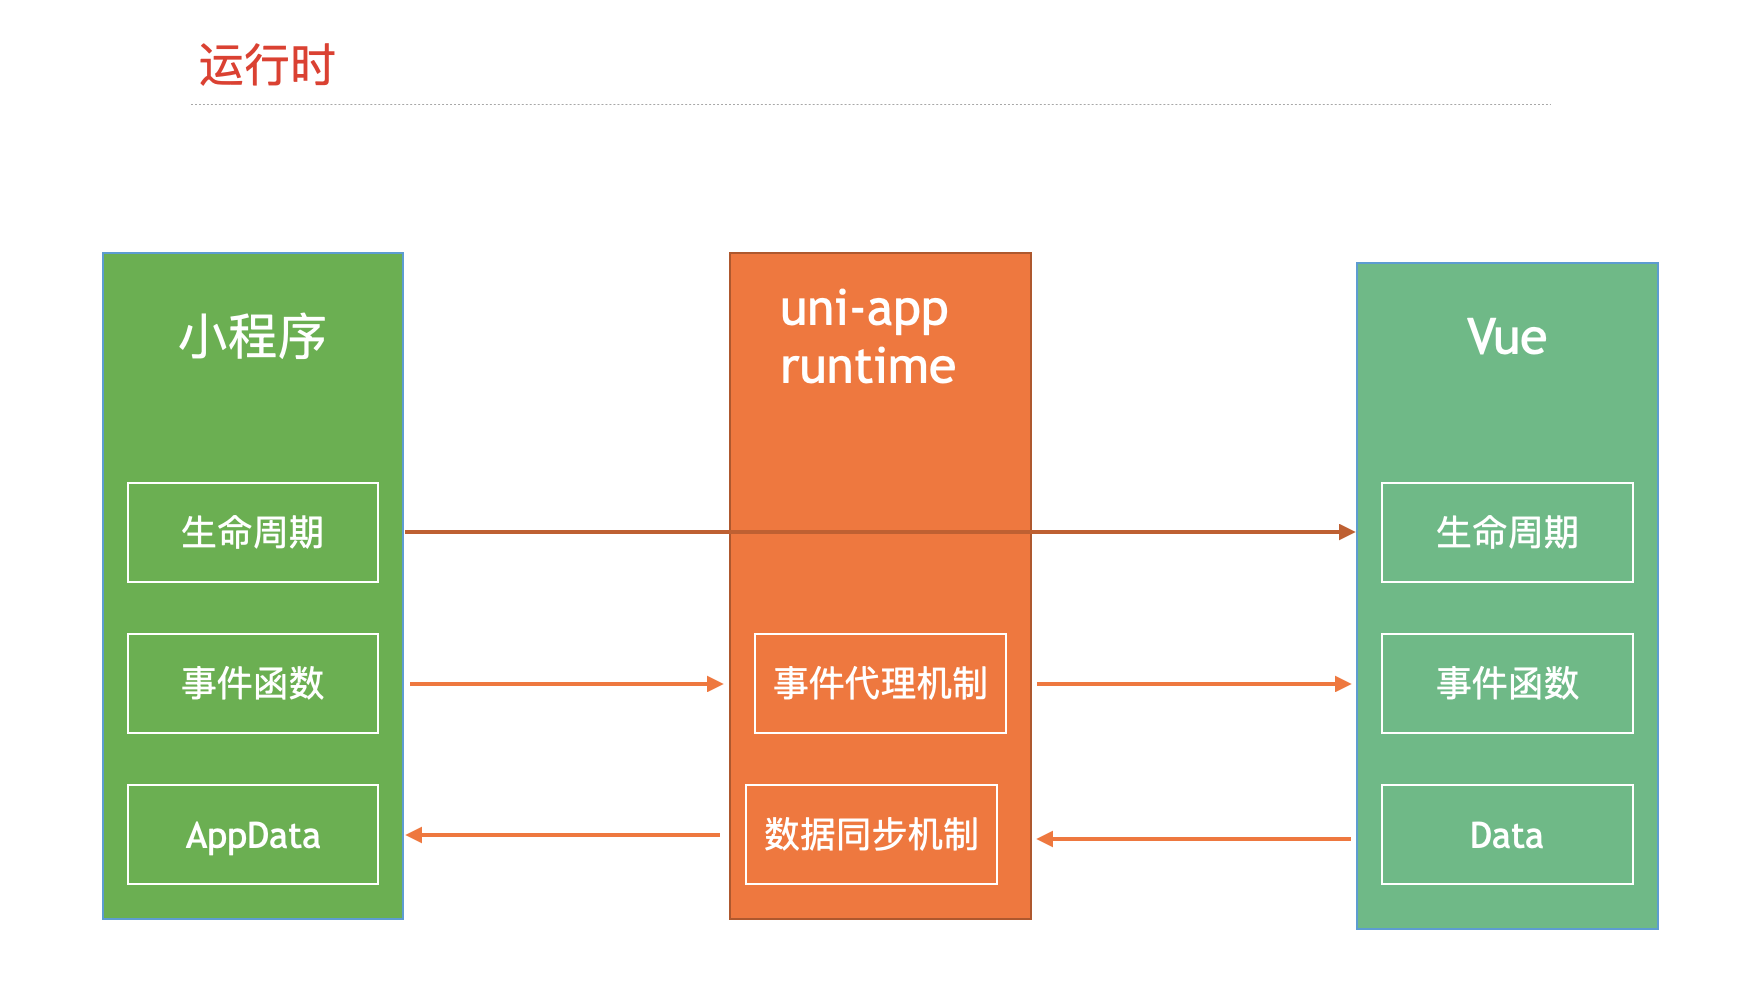 运行时
小程序
生命周期
事件函数
AppData
uni-app
runtime
事件代理机制
数据同步机制
Vue
生命周期
事件函数
Data